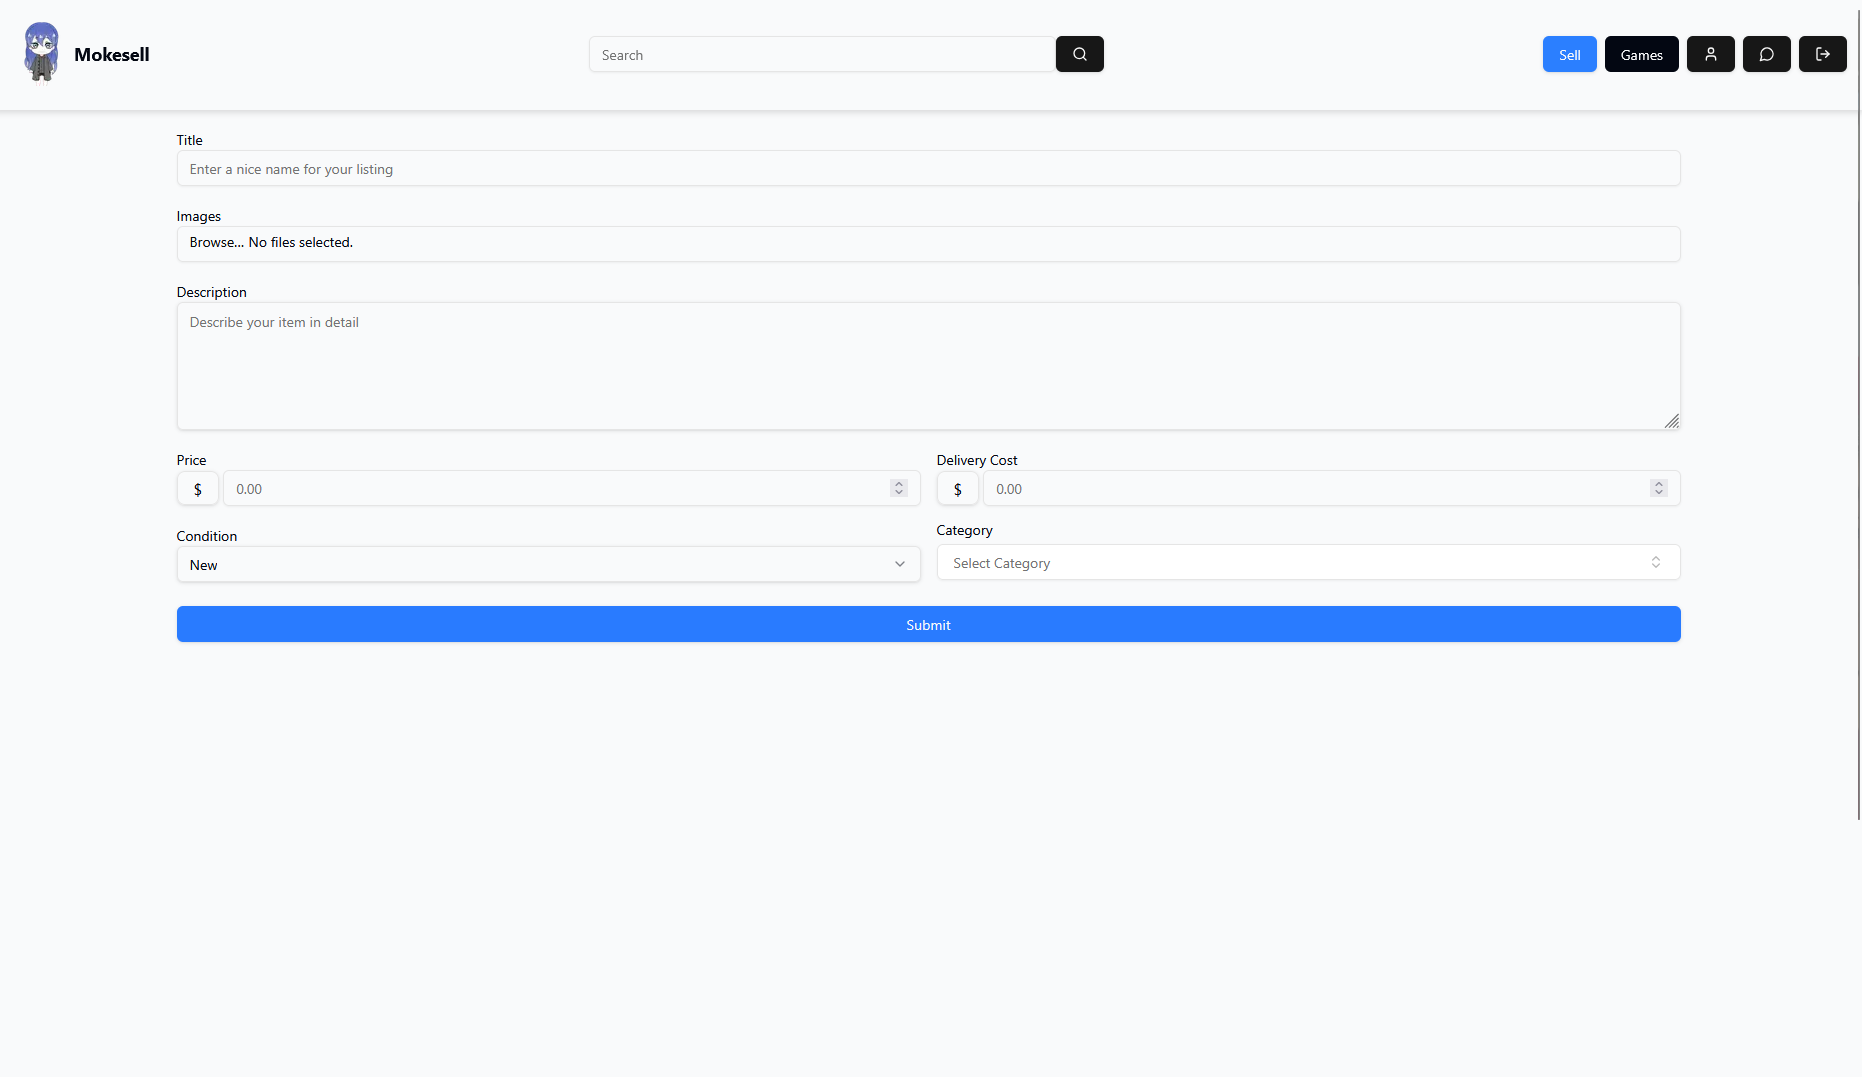 Mokesell
Search
Sell
Games
Title
Enter a nice name for your listing
Images
Browse... No files selected.
Description
Describe your item in detail
Price
Delivery Cost
$ 0.00
$ 0.00
Condition
Category
New
Select Category
Submit